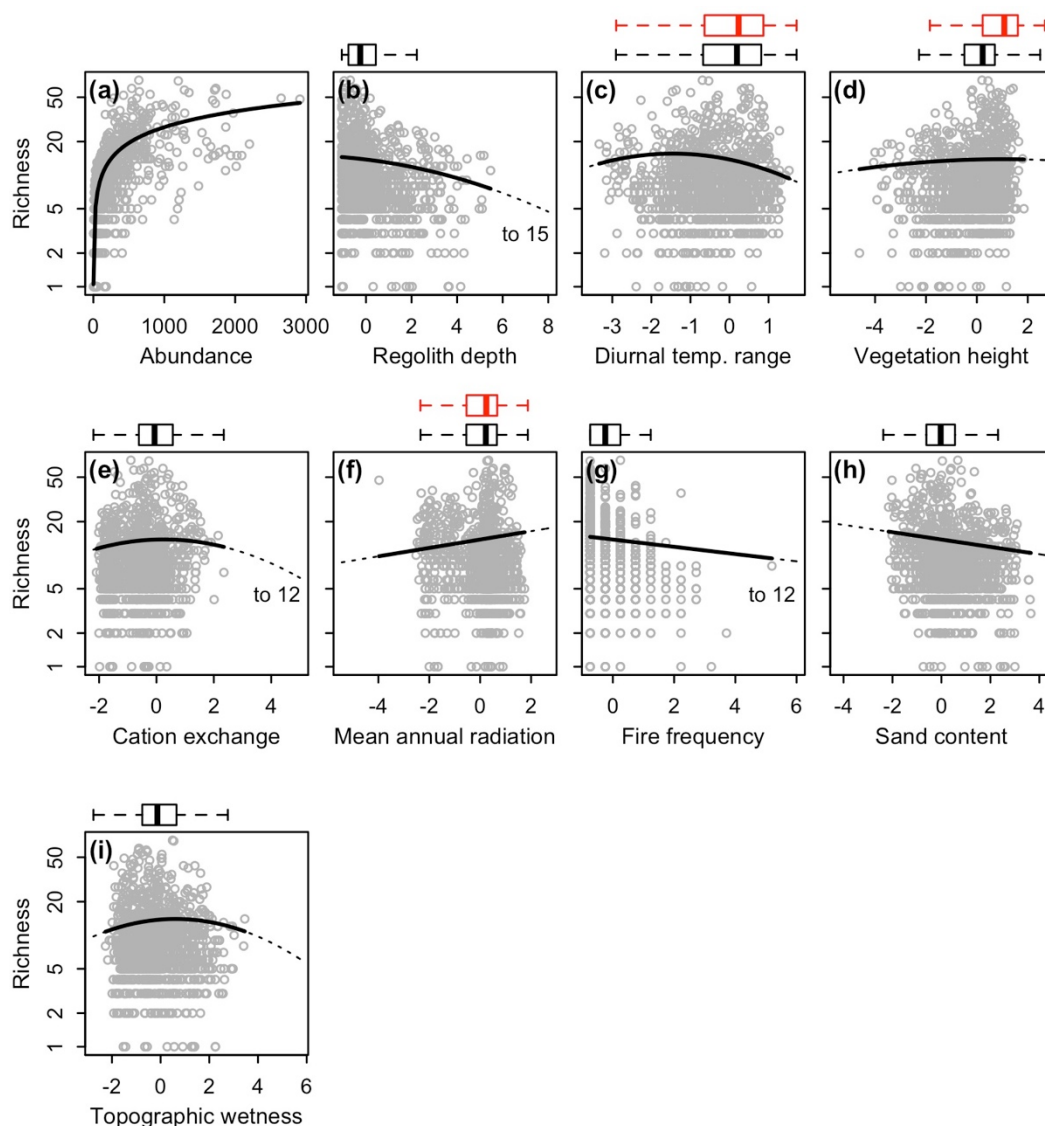 (a) (b) (c) (d)
Richness
50
20
5
2
1
to 15
0 1000 2000 3000 0 2 4 6 8 -3 -2 -1 0 1 -4 -2 0 2
Abundance Regolith depth Diurnal temp. range Vegetation height
(e) (f) (g) (h)
Richness
50
20
5
2
1
to 12 to 12
-2 0 2 4 -4 -2 0 2 0 2 4 6 -4 -2 0 2 4
Cation exchange Mean annual radiation Fire frequency Sand content
(i)
Richness
50
20
5
2
1
-2 0 2 4 6
Topographic wetness